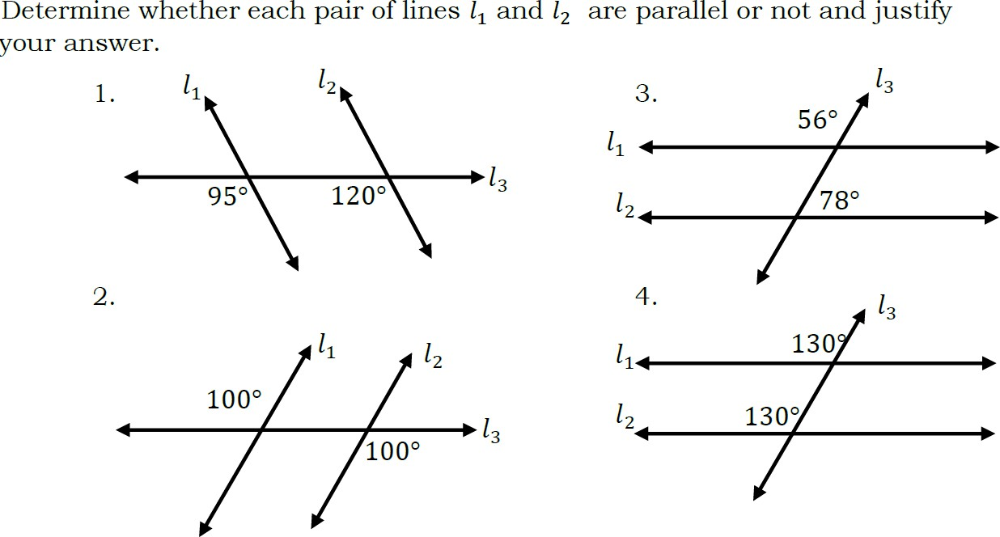 Determine whether each pair of lines l₁ and l₂ are parallel or not and justify
your answer.
1.
l₁
l₂
l₃
95°
120°
2.
l₁
l₂
100°
l₃
100°
3.
l₃
56°
l₁
l₂
78°
4.
l₃
130°
l₁
l₂
130°